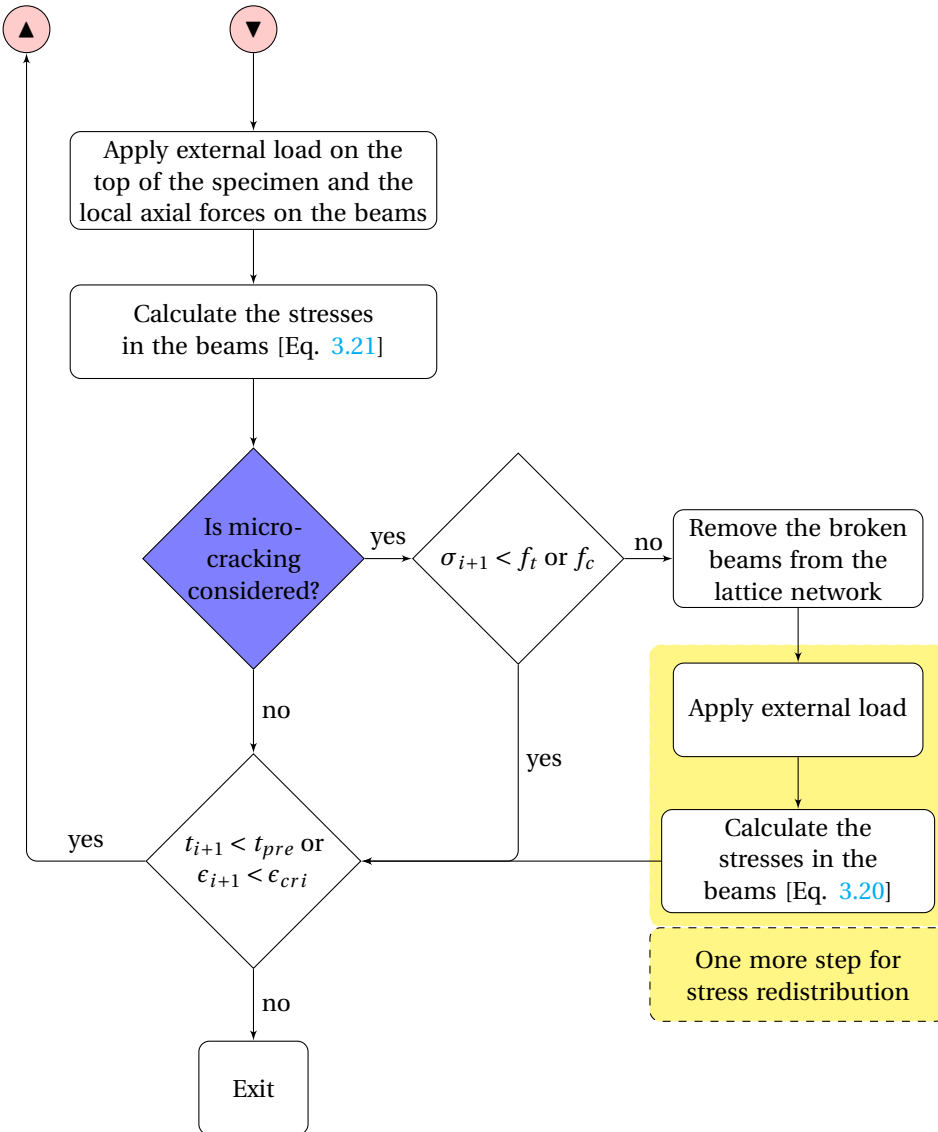 ▲
▼
Apply external load on the
top of the specimen and the
local axial forces on the beams
Calculate the stresses
in the beams [Eq. 3.21]
Is micro-
cracking
considered?
yes
σ_{i+1} < f_t or f_c
no
Remove the broken
beams from the
lattice network
no
yes
Apply external load
Calculate the
stresses in the
beams [Eq. 3.20]
yes
t_{i+1} < t_{pre} or
ϵ_{i+1} < ϵ_{cri}
One more step for
stress redistribution
no
Exit